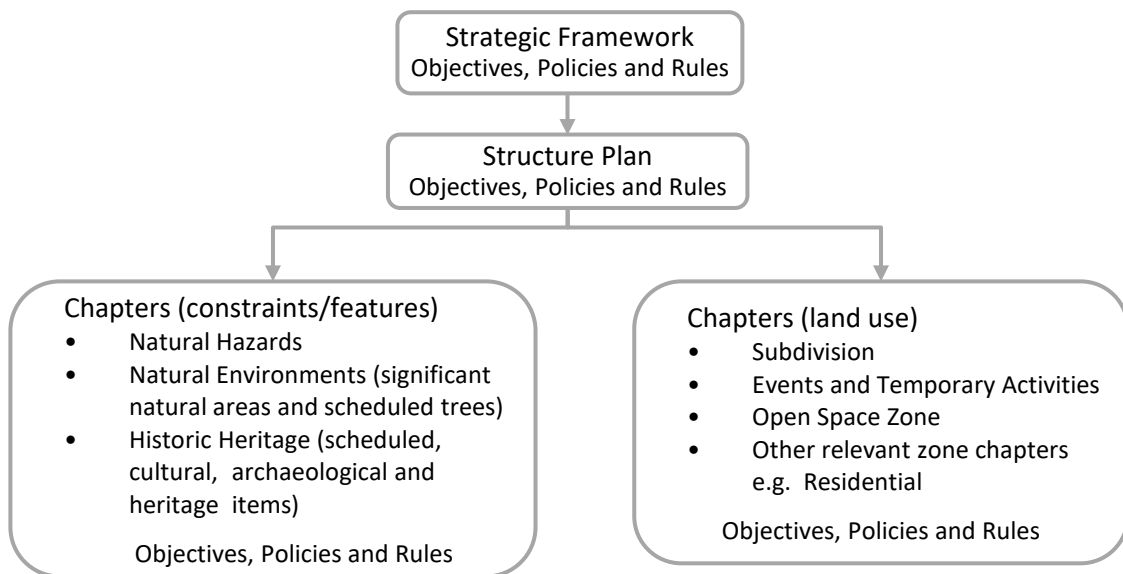 Strategic Framework
Objectives, Policies and Rules
Structure Plan
Objectives, Policies and Rules
Chapters (constraints/features)
• Natural Hazards
• Natural Environments (significant
natural areas and scheduled trees)
• Historic Heritage (scheduled,
cultural, archaeological and
heritage items)
Objectives, Policies and Rules
Chapters (land use)
• Subdivision
• Events and Temporary Activities
• Open Space Zone
• Other relevant zone chapters
e.g. Residential
Objectives, Policies and Rules